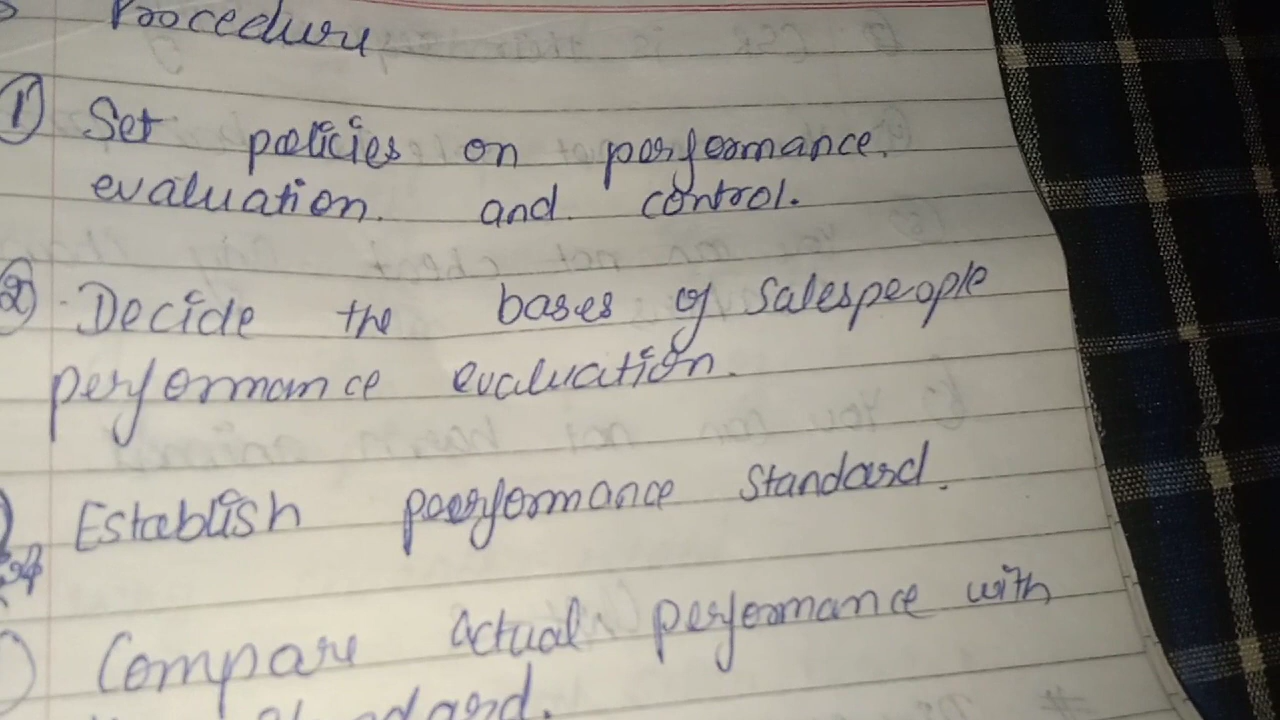 Procedure
① Set policies on performance.
evaluation. and. control.
② Decide the bases of salespeople
performance evaluation.
Establish performance standard.
Compare actual performance with
standard.